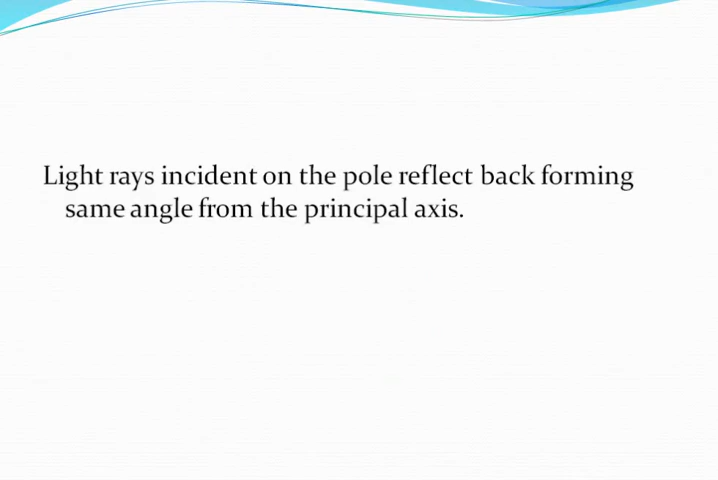 Light rays incident on the pole reflect back forming
same angle from the principal axis.